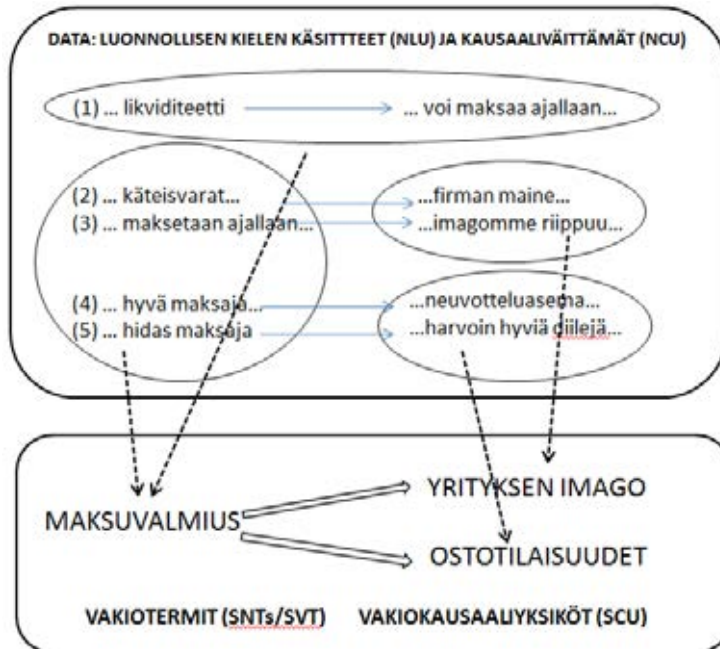 DATA: LUONNOLLISEN KIELEN KÄSITTTEET (NLU) JA KAUSAALIVÄITTÄMÄT (NCU)
(1) ... likviditeetti ... voi maksaa ajallaan...
(2) ... käteisvarat... ...firman maine...
(3) ... maksetaan ajallaan... ...imagomme riippuu...
(4) ... hyvä maksaja... ...neuvotteluasema...
(5) ... hidas maksaja ...harvoin hyviä diilejä...
YRITYKSEN IMAGO
MAKSUVALMIUS
OSTOTILAISUUDET
VAKIOTERMIT (SNTs/SVT) VAKIOKAUSAALIYKSIKÖT (SCU)